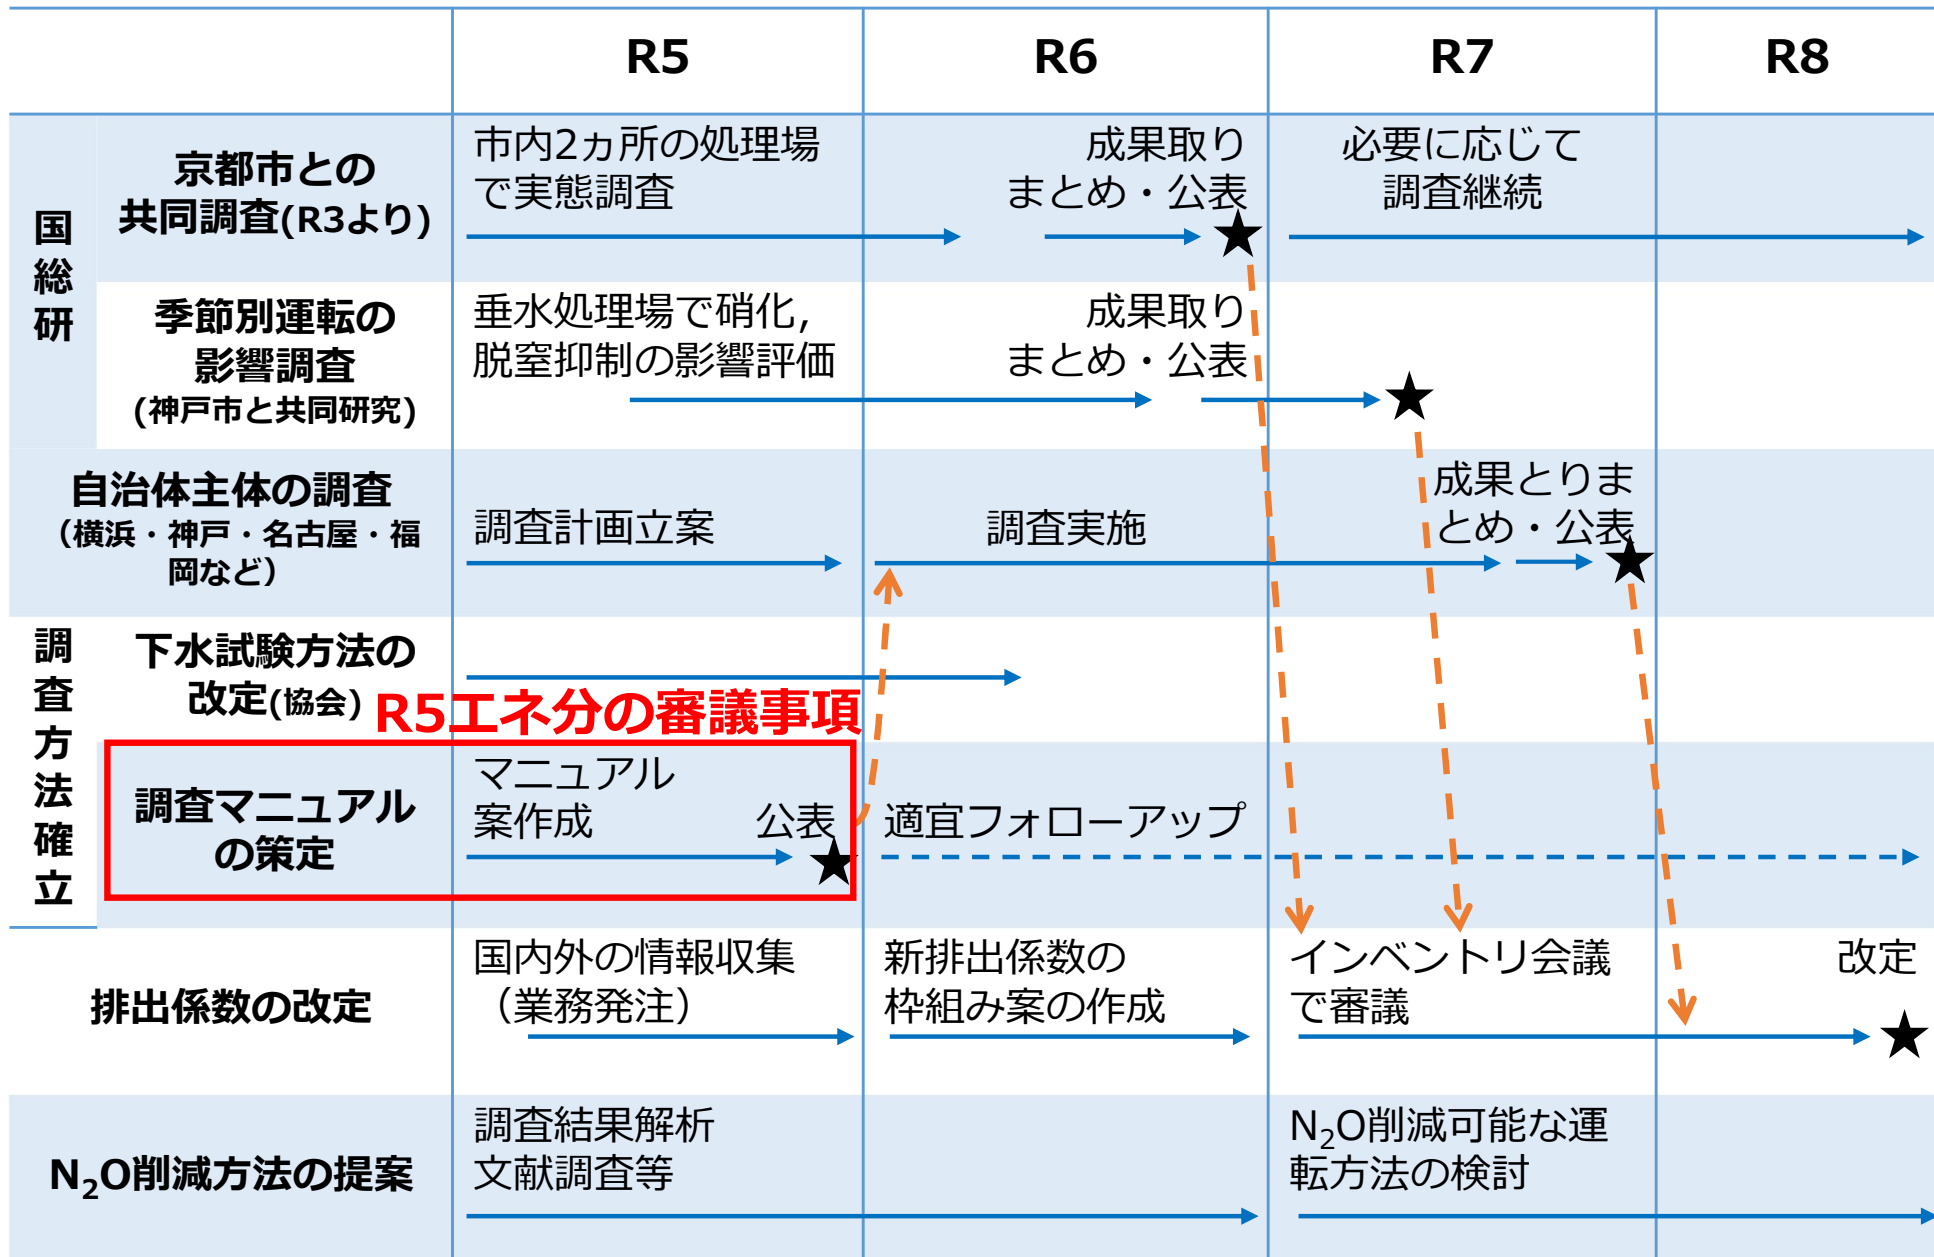 R5
R6
R7
R8
国総研
京都市との
共同調査(R3より)
市内2ヵ所の処理場
で実態調査
成果取り
まとめ・公表
★
必要に応じて
調査継続
季節別運転の
影響調査
(神戸市と共同研究)
垂水処理場で硝化,
脱窒抑制の影響評価
成果取り
まとめ・公表
★
自治体主体の調査
（横浜・神戸・名古屋・福
岡など）
調査計画立案
調査実施
成果とりま
とめ・公表
★
調査方法確立
下水試験方法の
改定(協会)
R5エネ分の審議事項
調査マニュアル
の策定
マニュアル
案作成
公表
★
適宜フォローアップ
排出係数の改定
国内外の情報収集
（業務発注）
新排出係数の
枠組み案の作成
インベントリ会議
で審議
改定
★
N₂O削減方法の提案
調査結果解析
文献調査等
N₂O削減可能な運
転方法の検討